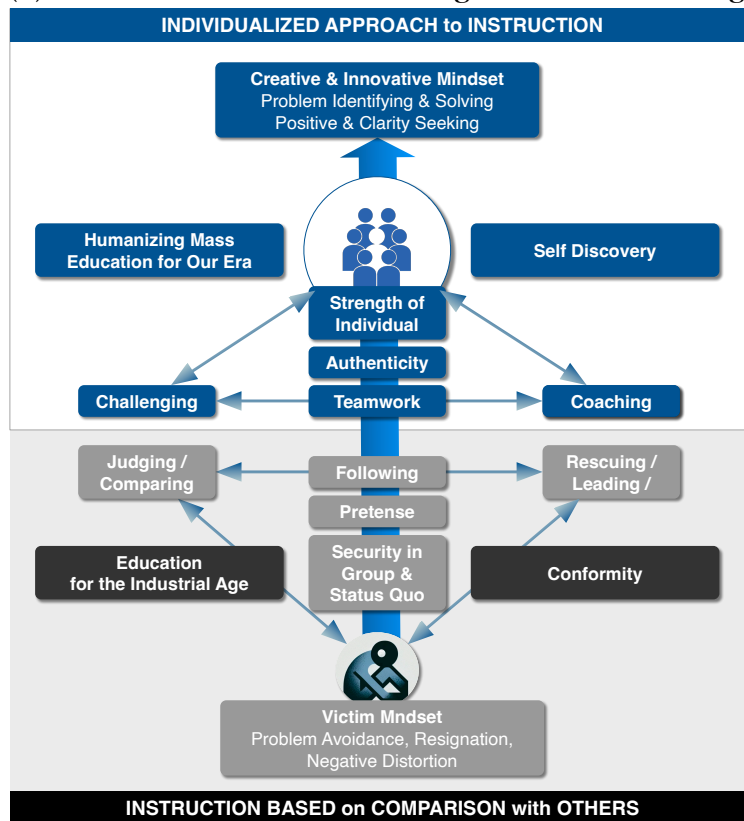 INDIVIDUALIZED APPROACH to INSTRUCTION
Creative & Innovative Mindset
Problem Identifying & Solving
Positive & Clarity Seeking
Humanizing Mass
Education for Our Era
Self Discovery
Strength of
Individual
Authenticity
Challenging
Teamwork
Coaching
Judging /
Comparing
Following
Rescuing /
Leading /
Pretense
Education
for the Industrial Age
Security in
Group &
Status Quo
Conformity
Victim Mndset
Problem Avoidance, Resignation,
Negative Distortion
INSTRUCTION BASED on COMPARISON with OTHERS